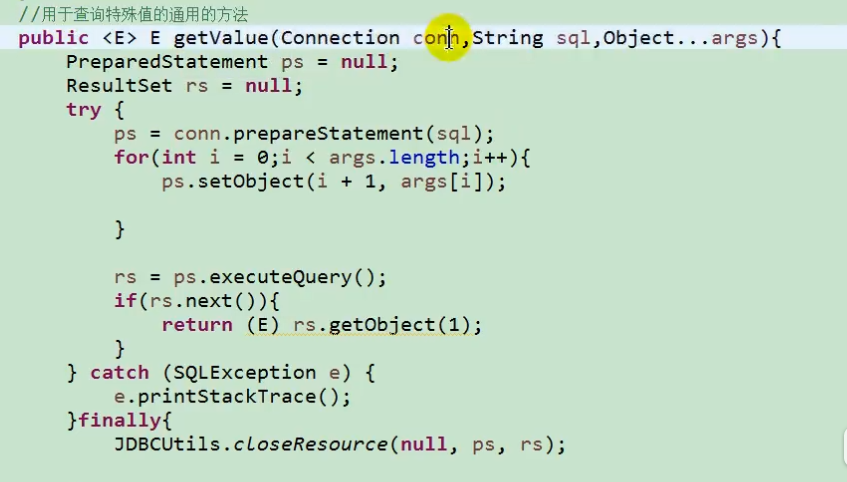 //用于查询特殊值的通用的方法
public <E> E getValue(Connection conn,String sql,Object...args){
PreparedStatement ps = null;
ResultSet rs = null;
try {
ps = conn.prepareStatement(sql);
for(int i = 0;i < args.length;i++){
ps.setObject(i + 1, args[i]);
}
rs = ps.executeQuery();
if(rs.next()){
return (E) rs.getObject(1);
}
} catch (SQLException e) {
e.printStackTrace();
}finally{
JDBCUtils.closeResource(null, ps, rs);